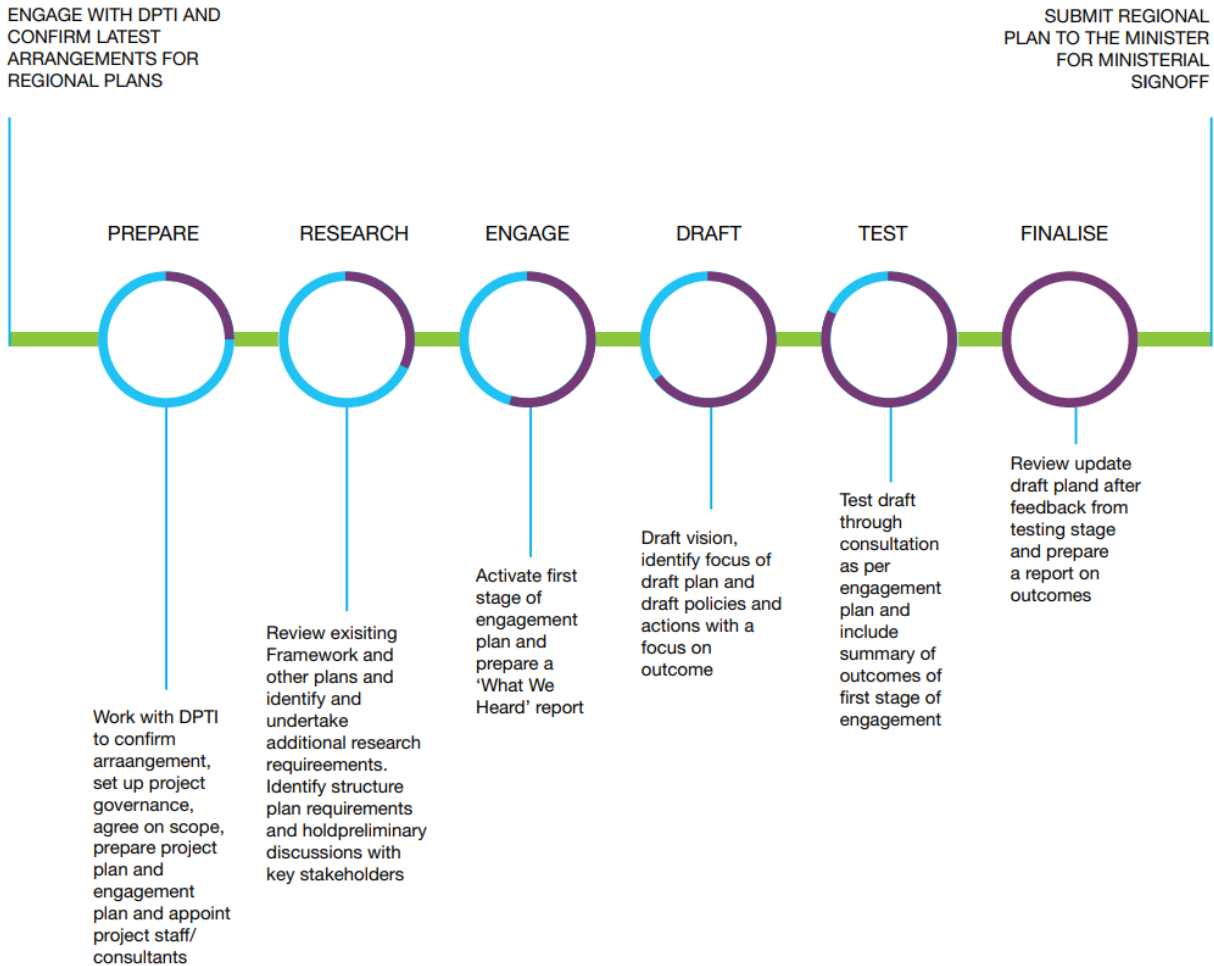 ENGAGE WITH DPTI AND
CONFIRM LATEST
ARRANGEMENTS FOR
REGIONAL PLANS
SUBMIT REGIONAL
PLAN TO THE MINISTER
FOR MINISTERIAL
SIGNOFF
PREPARE
RESEARCH
ENGAGE
DRAFT
TEST
FINALISE
Work with DPTI
to confirm
arraangement,
set up project
governance,
agree on scope,
prepare project
plan and
engagement
plan and appoint
project staff/
consultants
Review exisiting
Framework and
other plans and
identify and
undertake
additional research
requireements.
Identify structure
plan requirements
and holdpreliminary
discussions with
key stakeholders
Activate first
stage of
engagement
plan and
prepare a
‘What We
Heard’ report
Draft vision,
identify focus of
draft plan and
draft policies and
actions with a
focus on
outcome
Test draft
through
consultation
as per
engagement
plan and
include
summary of
outcomes of
first stage of
engagement
Review update
draft pland after
feedback from
testing stage
and prepare
a report on
outcomes